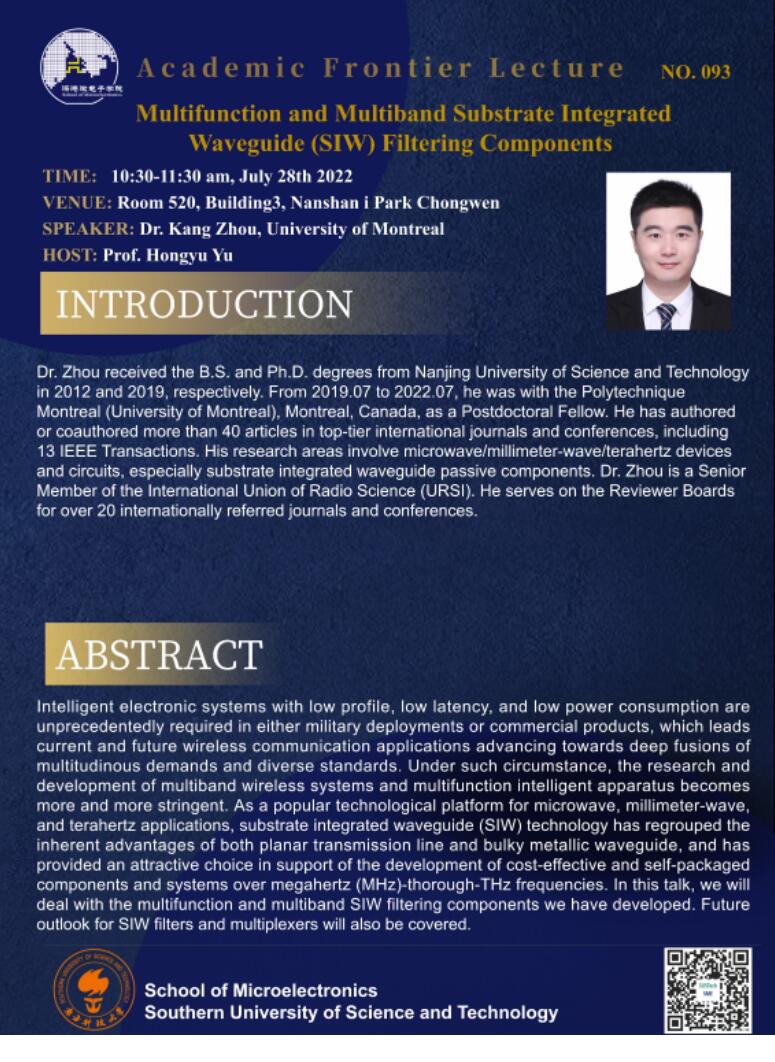 深港微电子学院
School of Microelectronics
Academic Frontier Lecture NO. 093
Multifunction and Multiband Substrate Integrated
Waveguide (SIW) Filtering Components
TIME: 10:30-11:30 am, July 28th 2022
VENUE: Room 520, Building3, Nanshan i Park Chongwen
SPEAKER: Dr. Kang Zhou, University of Montreal
HOST: Prof. Hongyu Yu
INTRODUCTION
Dr. Zhou received the B.S. and Ph.D. degrees from Nanjing University of Science and Technology
in 2012 and 2019, respectively. From 2019.07 to 2022.07, he was with the Polytechnique
Montreal (University of Montreal), Montreal, Canada, as a Postdoctoral Fellow. He has authored
or coauthored more than 40 articles in top-tier international journals and conferences, including
13 IEEE Transactions. His research areas involve microwave/millimeter-wave/terahertz devices
and circuits, especially substrate integrated waveguide passive components. Dr. Zhou is a Senior
Member of the International Union of Radio Science (URSI). He serves on the Reviewer Boards
for over 20 internationally referred journals and conferences.
ABSTRACT
Intelligent electronic systems with low profile, low latency, and low power consumption are
unprecedentedly required in either military deployments or commercial products, which leads
current and future wireless communication applications advancing towards deep fusions of
multitudinous demands and diverse standards. Under such circumstance, the research and
development of multiband wireless systems and multifunction intelligent apparatus becomes
more and more stringent. As a popular technological platform for microwave, millimeter-wave,
and terahertz applications, substrate integrated waveguide (SIW) technology has regrouped the
inherent advantages of both planar transmission line and bulky metallic waveguide, and has
provided an attractive choice in support of the development of cost-effective and self-packaged
components and systems over megahertz (MHz)-thorough-THz frequencies. In this talk, we will
deal with the multifunction and multiband SIW filtering components we have developed. Future
outlook for SIW filters and multiplexers will also be covered.
SOUTHERN UNIVERSITY OF SCIENCE AND TECHNOLOGY
南方科技大学
School of Microelectronics
Southern University of Science and Technology
SUSTech
SME